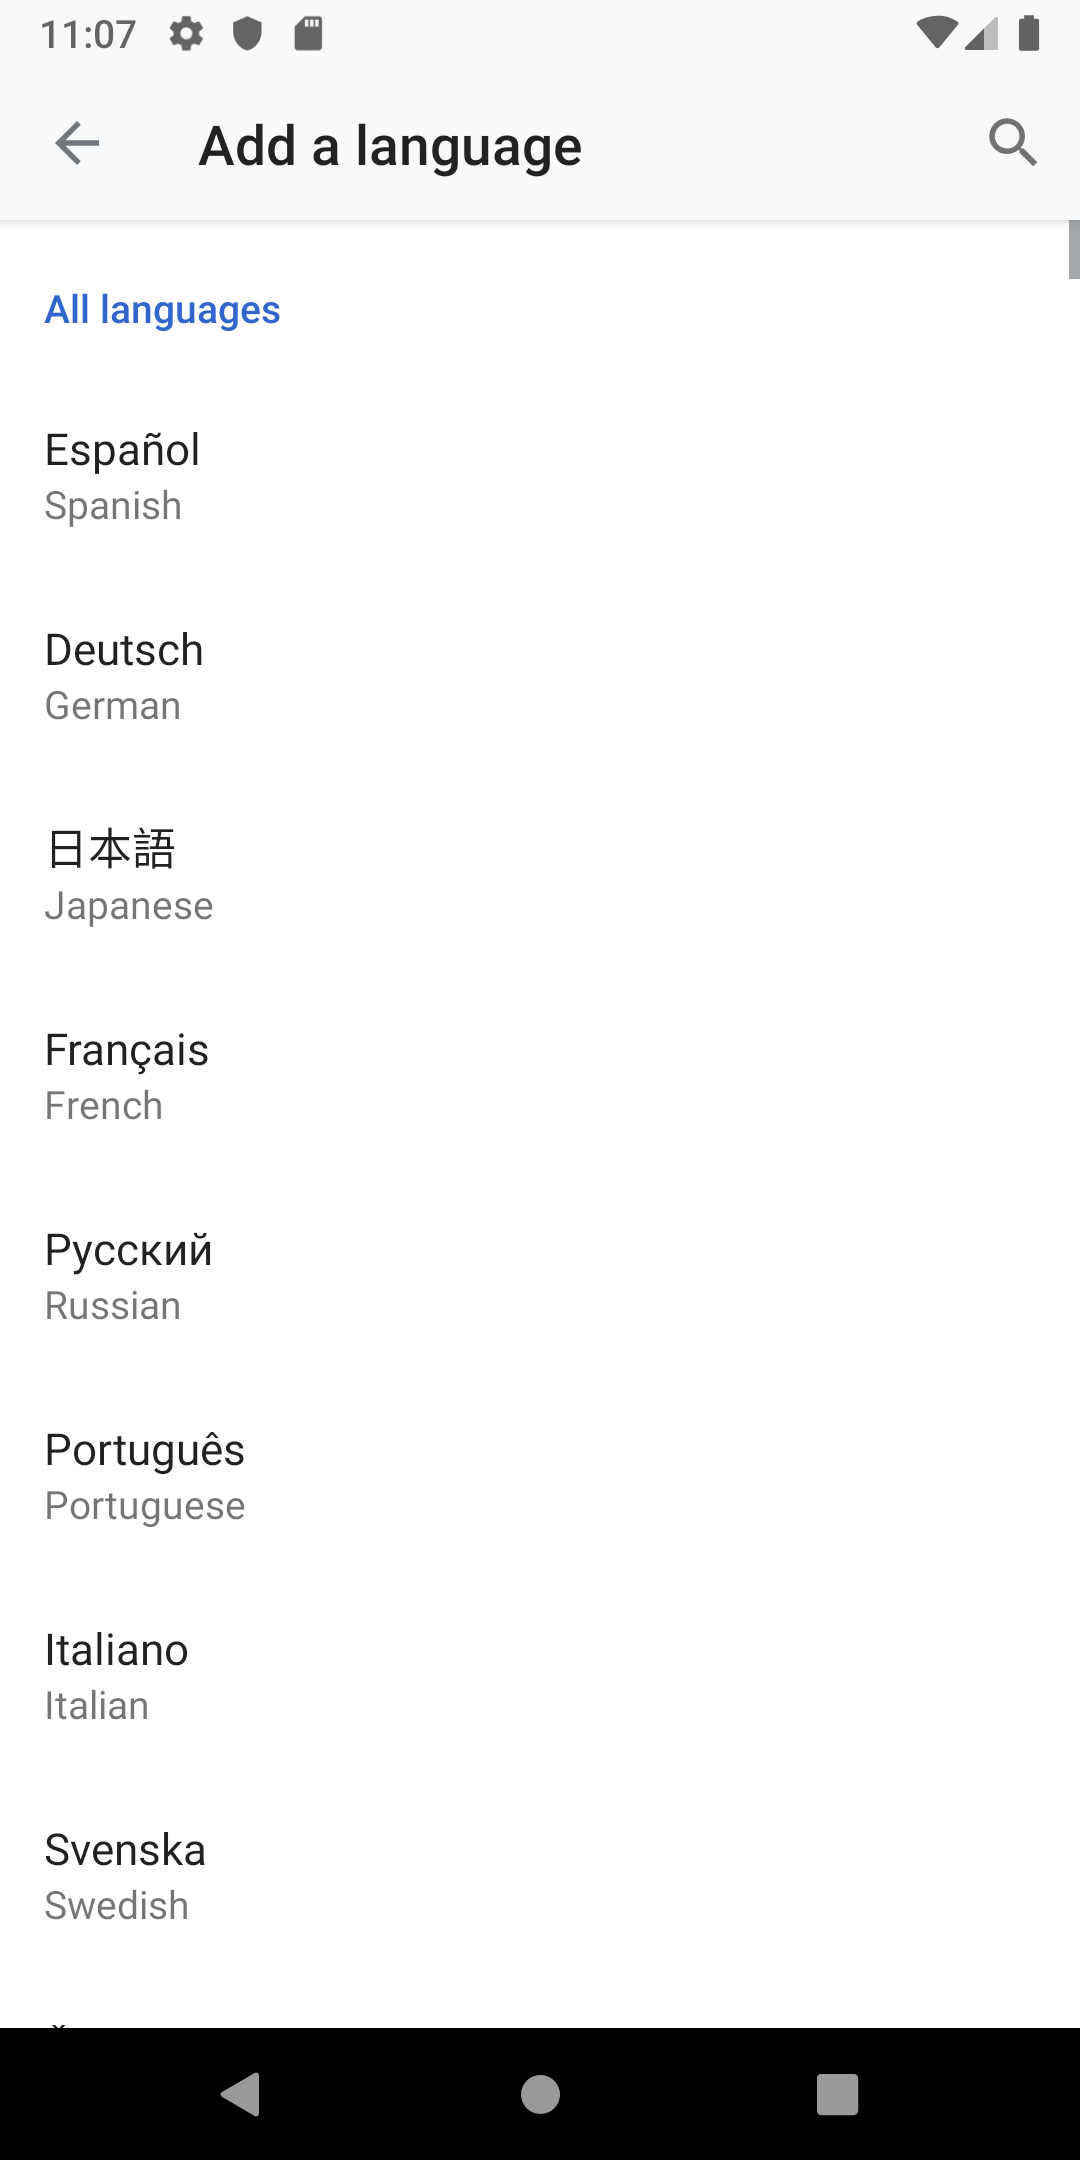 11:07
Add a language
All languages
Español
Spanish
Deutsch
German
日本語
Japanese
Français
French
Русский
Russian
Português
Portuguese
Italiano
Italian
Svenska
Swedish